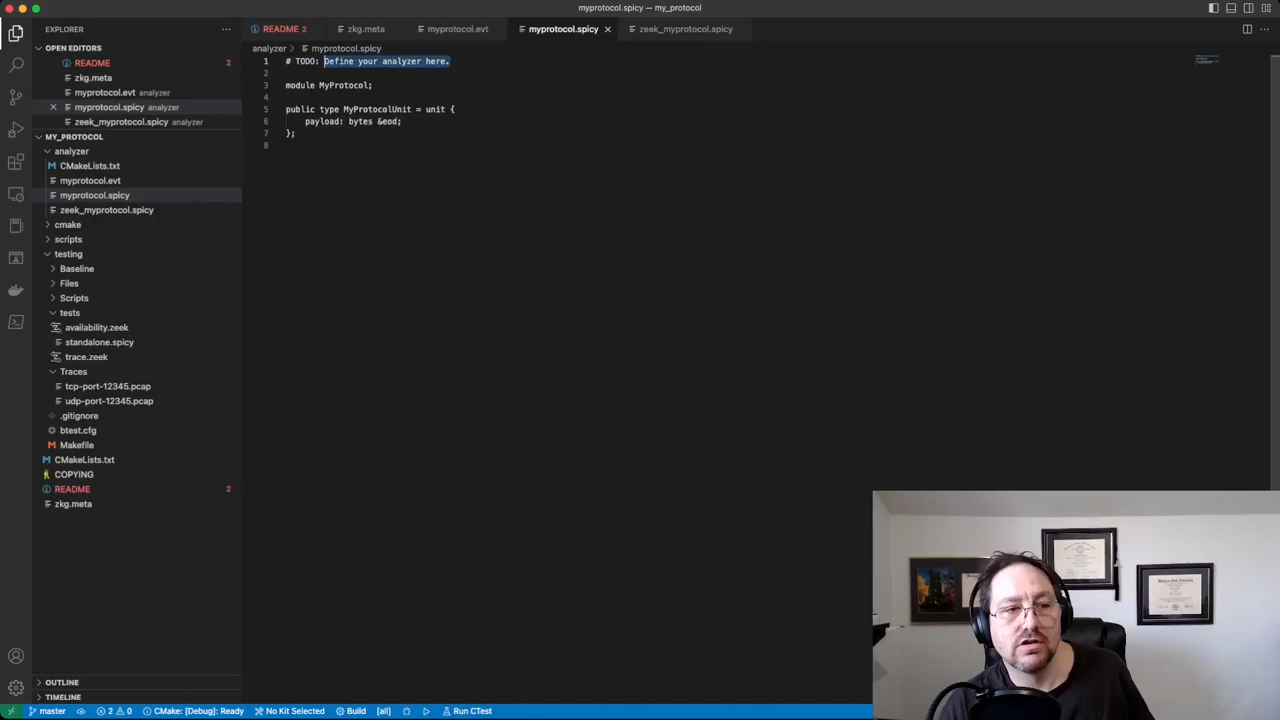 myprotocol.spicy — my_protocol
EXPLORER
README 2
zkg.meta
myprotocol.evt
myprotocol.spicy
zeek_myprotocol.spicy
OPEN EDITORS
README 2
zkg.meta
myprotocol.evt analyzer
myprotocol.spicy analyzer
zeek_myprotocol.spicy analyzer
MY_PROTOCOL
analyzer
CMakeLists.txt
myprotocol.evt
myprotocol.spicy
zeek_myprotocol.spicy
cmake
scripts
testing
Baseline
Files
Scripts
tests
availability.zeek
standalone.spicy
trace.zeek
Traces
tcp-port-12345.pcap
udp-port-12345.pcap
.gitignore
btest.cfg
Makefile
CMakeLists.txt
COPYING
README 2
zkg.meta
OUTLINE
TIMELINE
analyzer > myprotocol.spicy
1 # TODO: Define your analyzer here.
2
3 module MyProtocol;
4
5 public type MyProtocolUnit = unit {
6 payload: bytes &eod;
7 };
8
master 2 0 CMake: [Debug]: Ready No Kit Selected Build [all] Run CTest